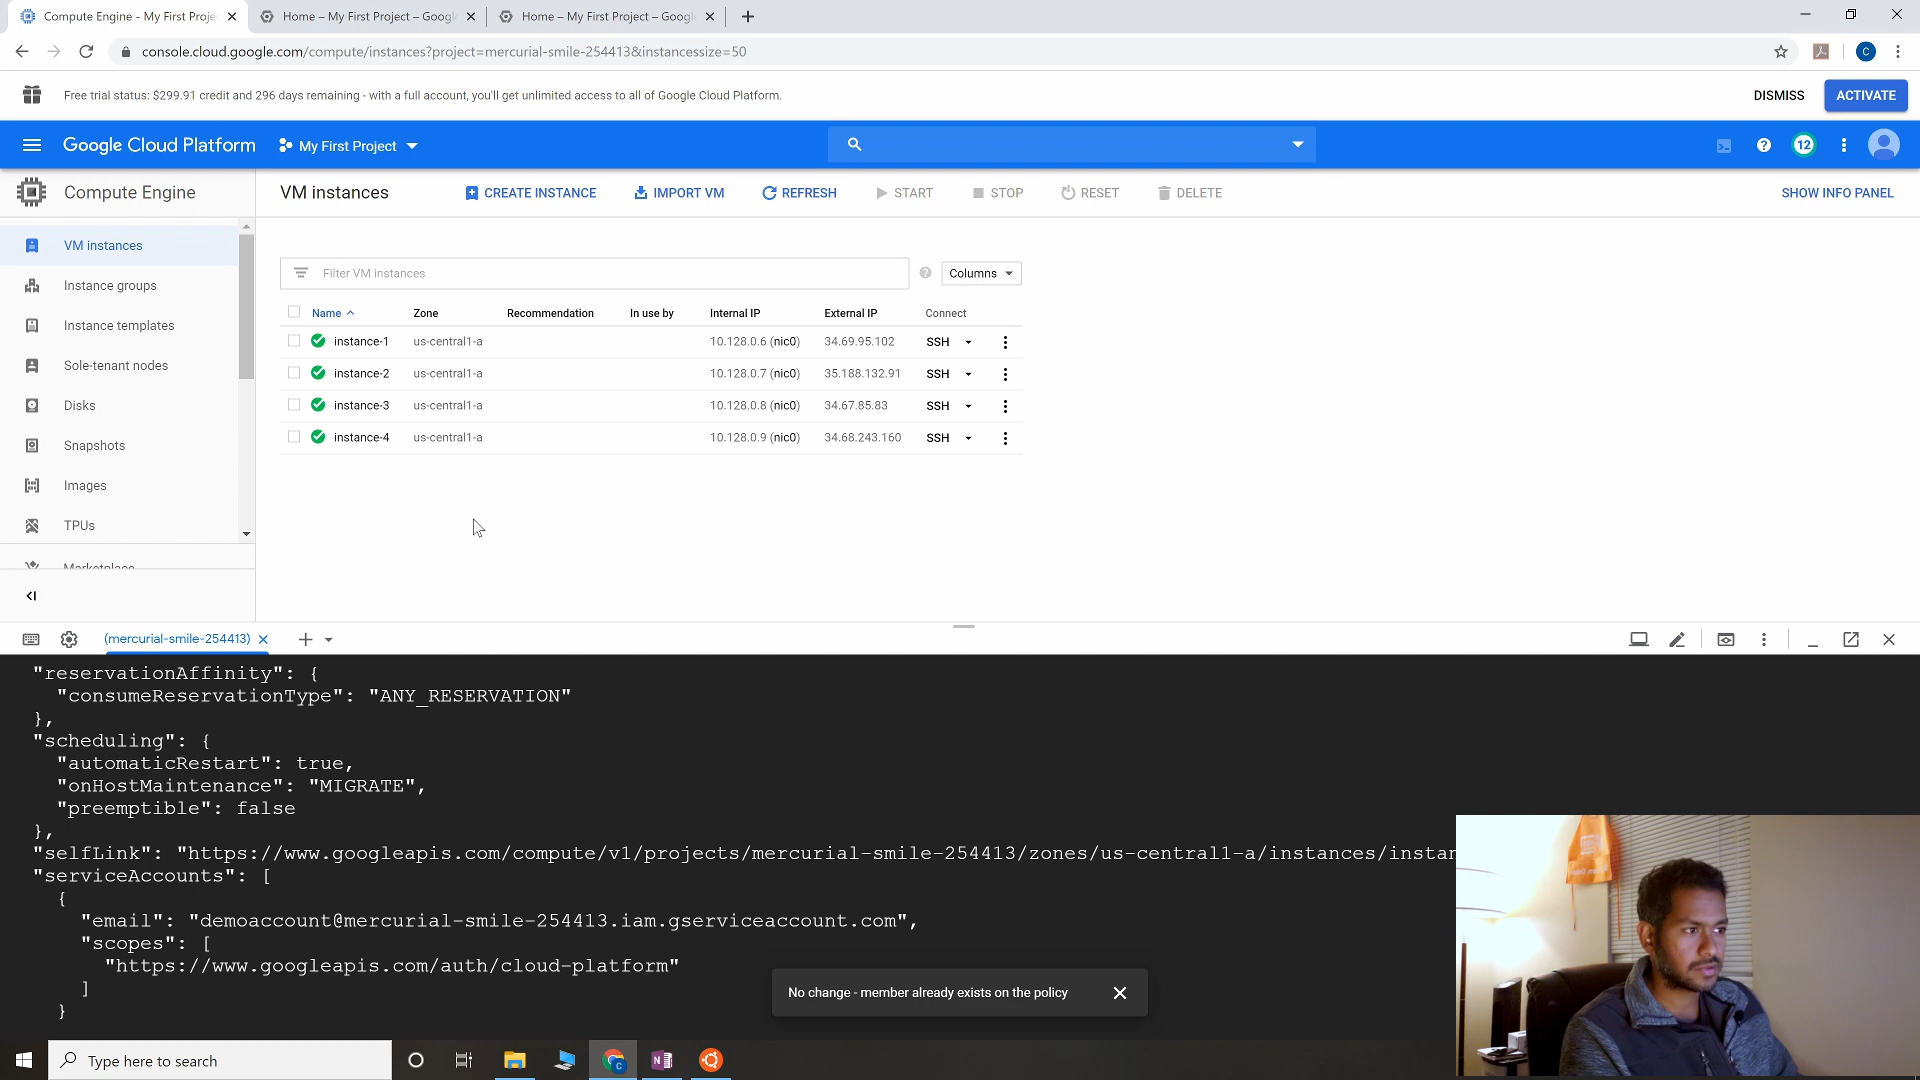 Compute Engine - My First Proje
Home – My First Project – Googl
Home – My First Project – Googl
console.cloud.google.com/compute/instances?project=mercurial-smile-254413&instancessize=50
C
Free trial status: $299.91 credit and 296 days remaining - with a full account, you'll get unlimited access to all of Google Cloud Platform.
DISMISS
ACTIVATE
Google Cloud Platform
My First Project
12
Compute Engine
VM instances
CREATE INSTANCE
IMPORT VM
REFRESH
START
STOP
RESET
DELETE
SHOW INFO PANEL
VM instances
Instance groups
Instance templates
Sole-tenant nodes
Disks
Snapshots
Images
TPUs
Marketplace
Filter VM instances
Columns
Name Zone Recommendation In use by Internal IP External IP Connect
instance-1 us-central1-a 10.128.0.6 (nic0) 34.69.95.102 SSH
instance-2 us-central1-a 10.128.0.7 (nic0) 35.188.132.91 SSH
instance-3 us-central1-a 10.128.0.8 (nic0) 34.67.85.83 SSH
instance-4 us-central1-a 10.128.0.9 (nic0) 34.68.243.160 SSH
(mercurial-smile-254413)
"reservationAffinity": {
"consumeReservationType": "ANY_RESERVATION"
},
"scheduling": {
"automaticRestart": true,
"onHostMaintenance": "MIGRATE",
"preemptible": false
},
"selfLink": "https://www.googleapis.com/compute/v1/projects/mercurial-smile-254413/zones/us-central1-a/instances/instan
"serviceAccounts": [
{
"email": "demoaccount@mercurial-smile-254413.iam.gserviceaccount.com",
"scopes": [
"https://www.googleapis.com/auth/cloud-platform"
]
}
No change - member already exists on the policy
Type here to search